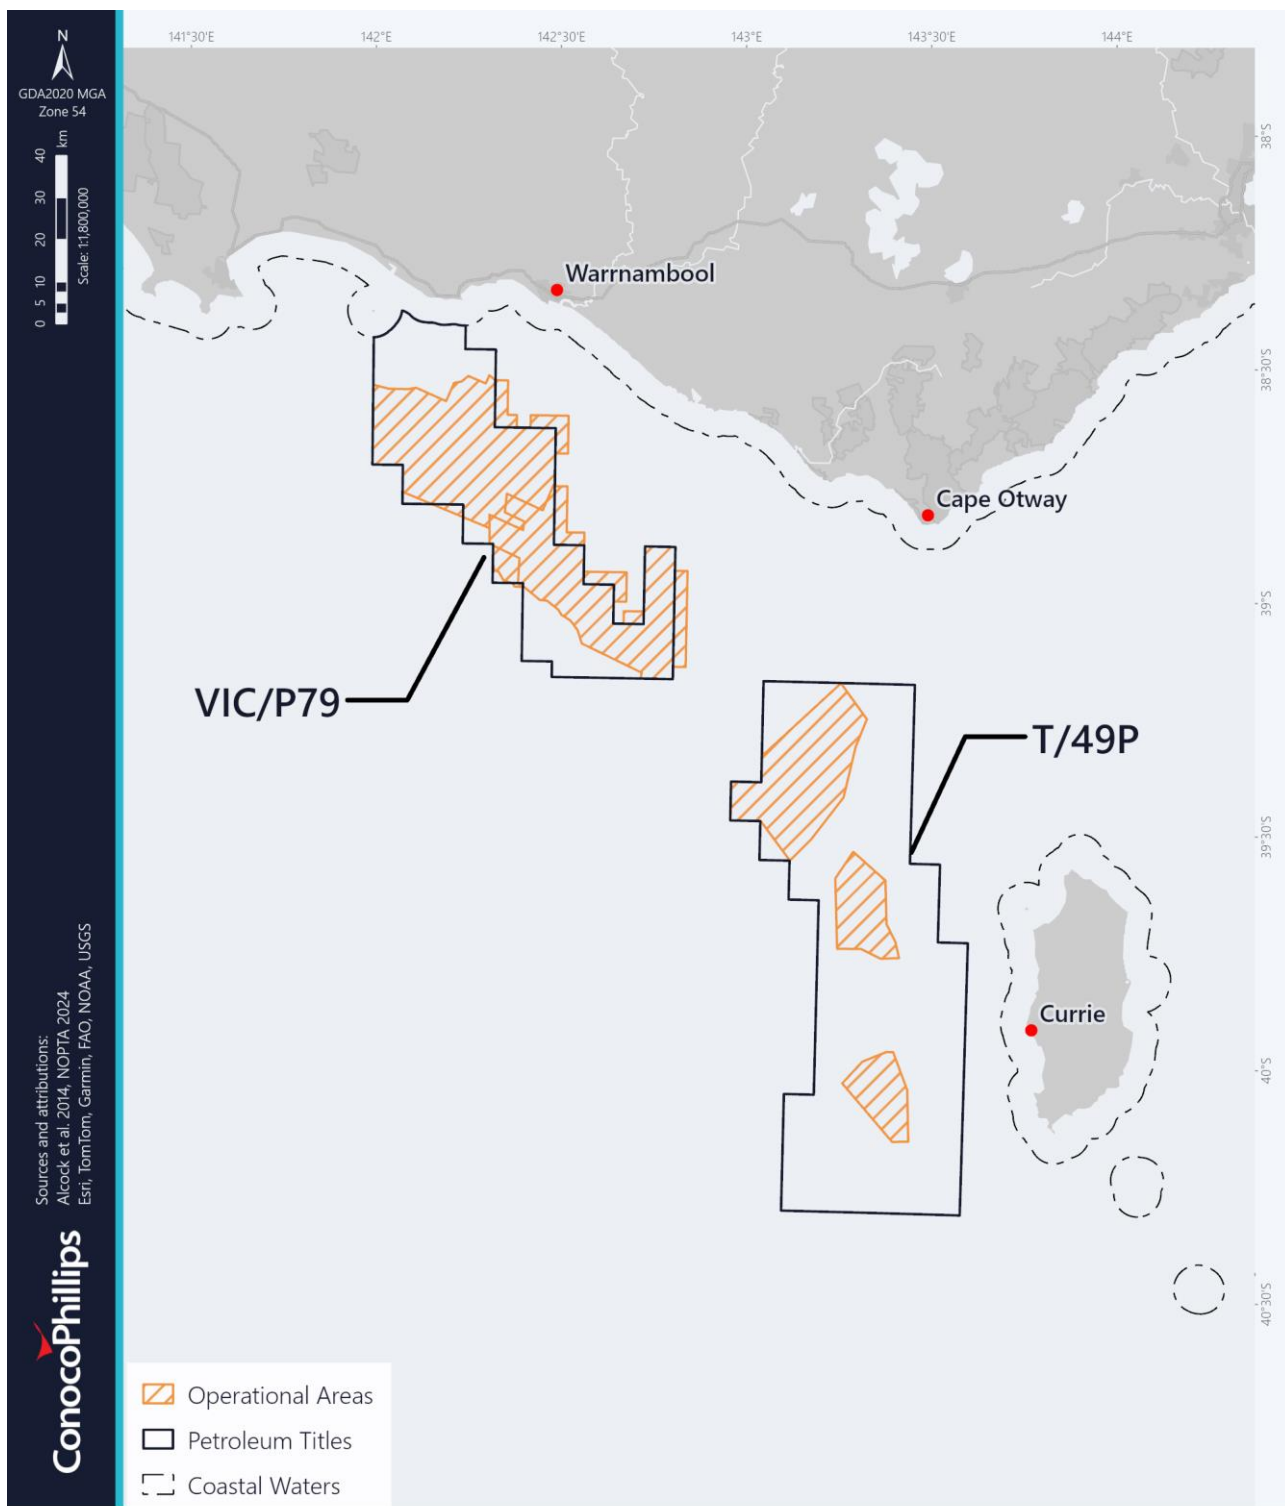 141°30'E
142°E
142°30'E
143°E
143°30'E
144°E
N
GDA2020 MGA
Zone 54
km
40
30
20
10
5
0
Scale: 1:1,800,000
38°S
38°30'S
39°S
39°30'S
40°S
40°30'S
Warrnambool
Cape Otway
VIC/P79
T/49P
Currie
Sources and attributions:
Alcock et al. 2014, NOPTA 2024
Esri, TomTom, Garmin, FAO, NOAA, USGS
ConocoPhillips
Operational Areas
Petroleum Titles
Coastal Waters